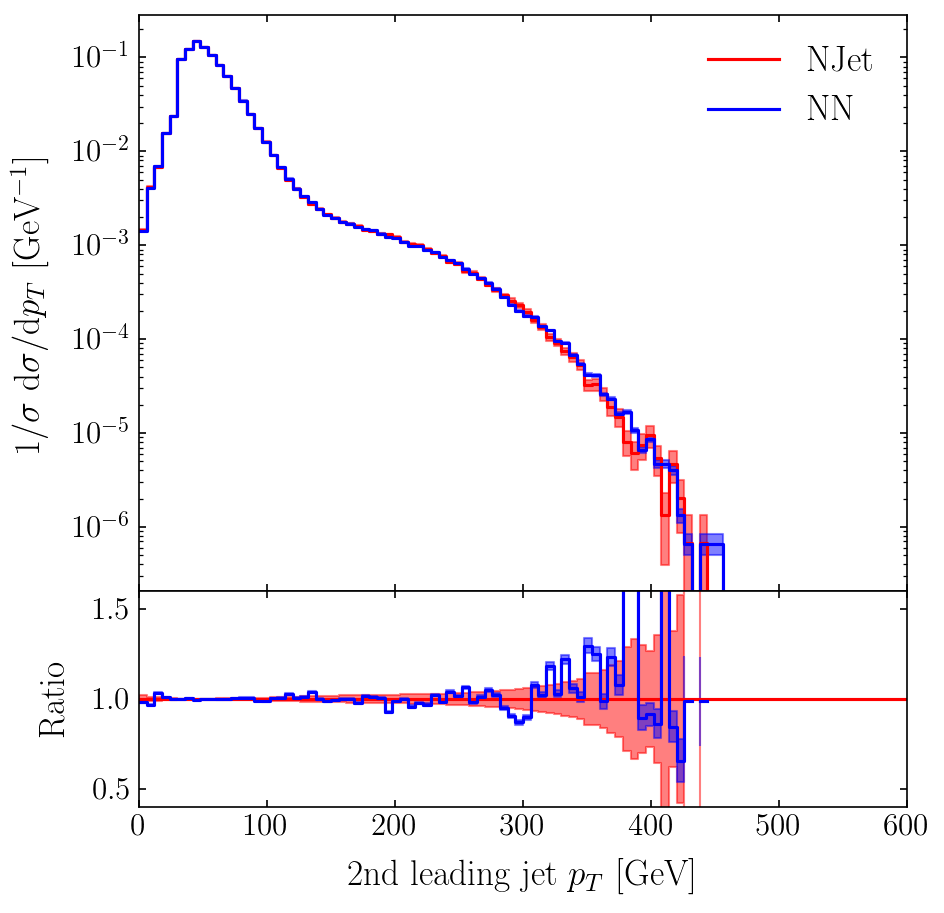 NJet
NN
1/σ dσ/dp_T [GeV⁻¹]
10⁻¹
10⁻²
10⁻³
10⁻⁴
10⁻⁵
10⁻⁶
Ratio
1.5
1.0
0.5
0 100 200 300 400 500 600
2nd leading jet p_T [GeV]